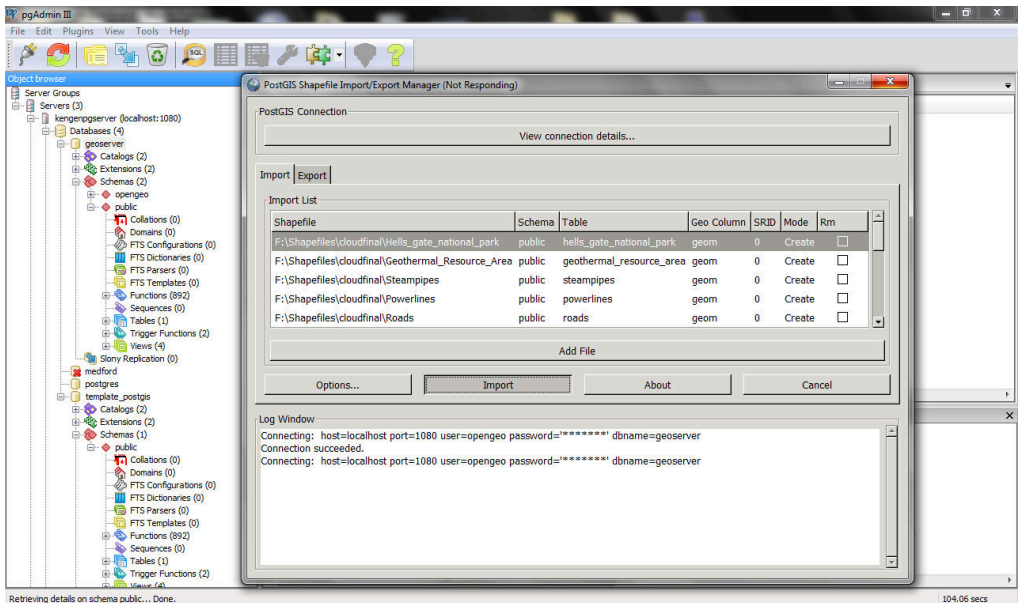 pgAdmin III
File Edit Plugins View Tools Help
SQL
Object browser
Server Groups
Servers (3)
kengenpgserver (localhost:1080)
Databases (4)
geoserver
Catalogs (2)
Extensions (2)
Schemas (2)
opengeo
public
Collations (0)
Domains (0)
FTS Configurations (0)
FTS Dictionaries (0)
FTS Parsers (0)
FTS Templates (0)
Functions (892)
Sequences (0)
Tables (1)
Trigger Functions (2)
Views (4)
Slony Replication (0)
medford
postgres
template_postgis
Catalogs (2)
Extensions (2)
Schemas (1)
public
Collations (0)
Domains (0)
FTS Configurations (0)
FTS Dictionaries (0)
FTS Parsers (0)
FTS Templates (0)
Functions (892)
Sequences (0)
Tables (1)
Trigger Functions (2)
Views (4)
PostGIS Shapefile Import/Export Manager (Not Responding)
PostGIS Connection
View connection details...
Import Export
Import List
Shapefile Schema Table Geo Column SRID Mode Rm
F:\Shapefiles\cloudfinal\Hells_gate_national_park public hells_gate_national_park geom 0 Create
F:\Shapefiles\cloudfinal\Geothermal_Resource_Area public geothermal_resource_area geom 0 Create
F:\Shapefiles\cloudfinal\Steampipes public steampipes geom 0 Create
F:\Shapefiles\cloudfinal\Powerlines public powerlines geom 0 Create
F:\Shapefiles\cloudfinal\Roads public roads geom 0 Create
Add File
Options... Import About Cancel
Log Window
Connecting: host=localhost port=1080 user=opengeo password='*******' dbname=geoserver
Connection succeeded.
Connecting: host=localhost port=1080 user=opengeo password='*******' dbname=geoserver
Retrieving details on schema public... Done. 104.06 secs